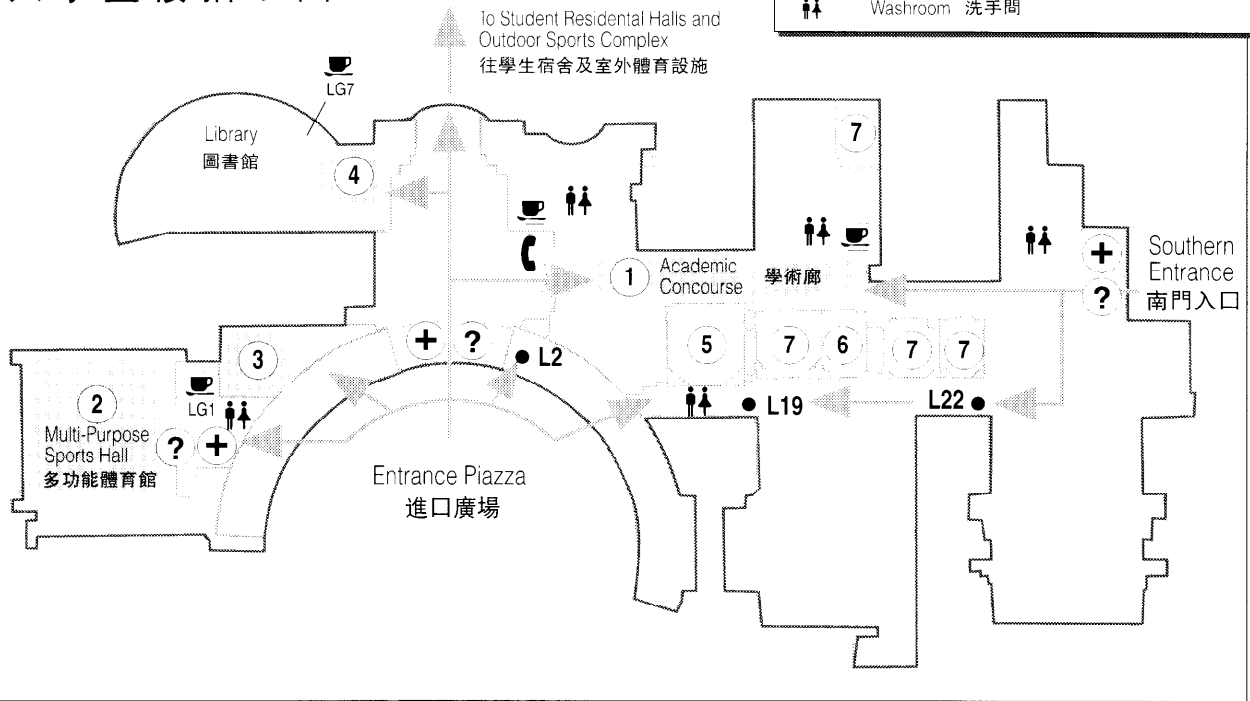 Washroom 洗手間
To Student Residental Halls and
Outdoor Sports Complex
往學生宿舍及室外體育設施
LG7
Library
圖書館
4
7
1
Academic
Concourse
學術廊
+
?
Southern
Entrance
南門入口
5
7
6
7
7
+
?
L2
3
2
LG1
Multi-Purpose
Sports Hall
多功能體育館
?
+
L19
L22
Entrance Piazza
進口廣場